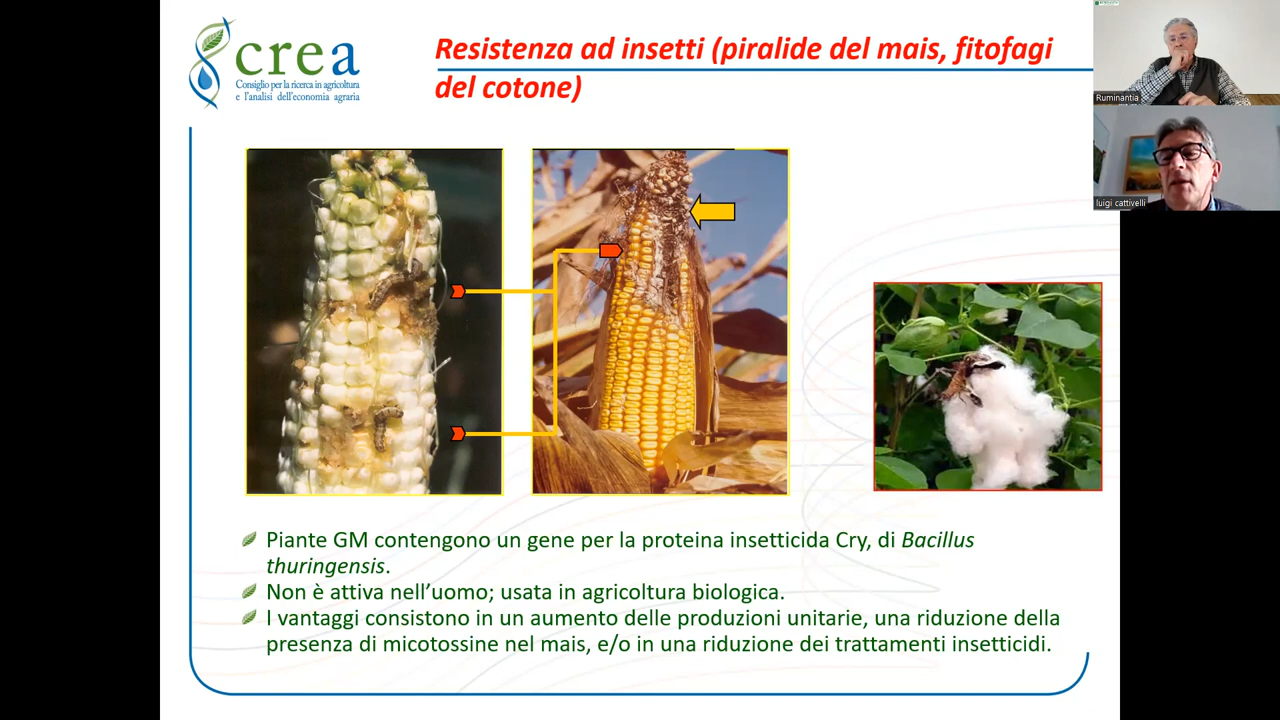 crea
Consiglio per la ricerca in agricoltura
e l'analisi dell'economia agraria
Resistenza ad insetti (piralide del mais, fitofagi
del cotone)
Ruminantia
luigi cattivelli
Piante GM contengono un gene per la proteina insetticida Cry, di Bacillus
thuringensis.
Non è attiva nell’uomo; usata in agricoltura biologica.
I vantaggi consistono in un aumento delle produzioni unitarie, una riduzione della
presenza di micotossine nel mais, e/o in una riduzione dei trattamenti insetticidi.